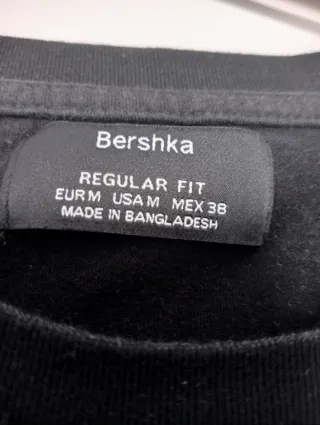 Bershka
REGULAR FIT
EUR M USA M MEX 38
MADE IN BANGLADESH